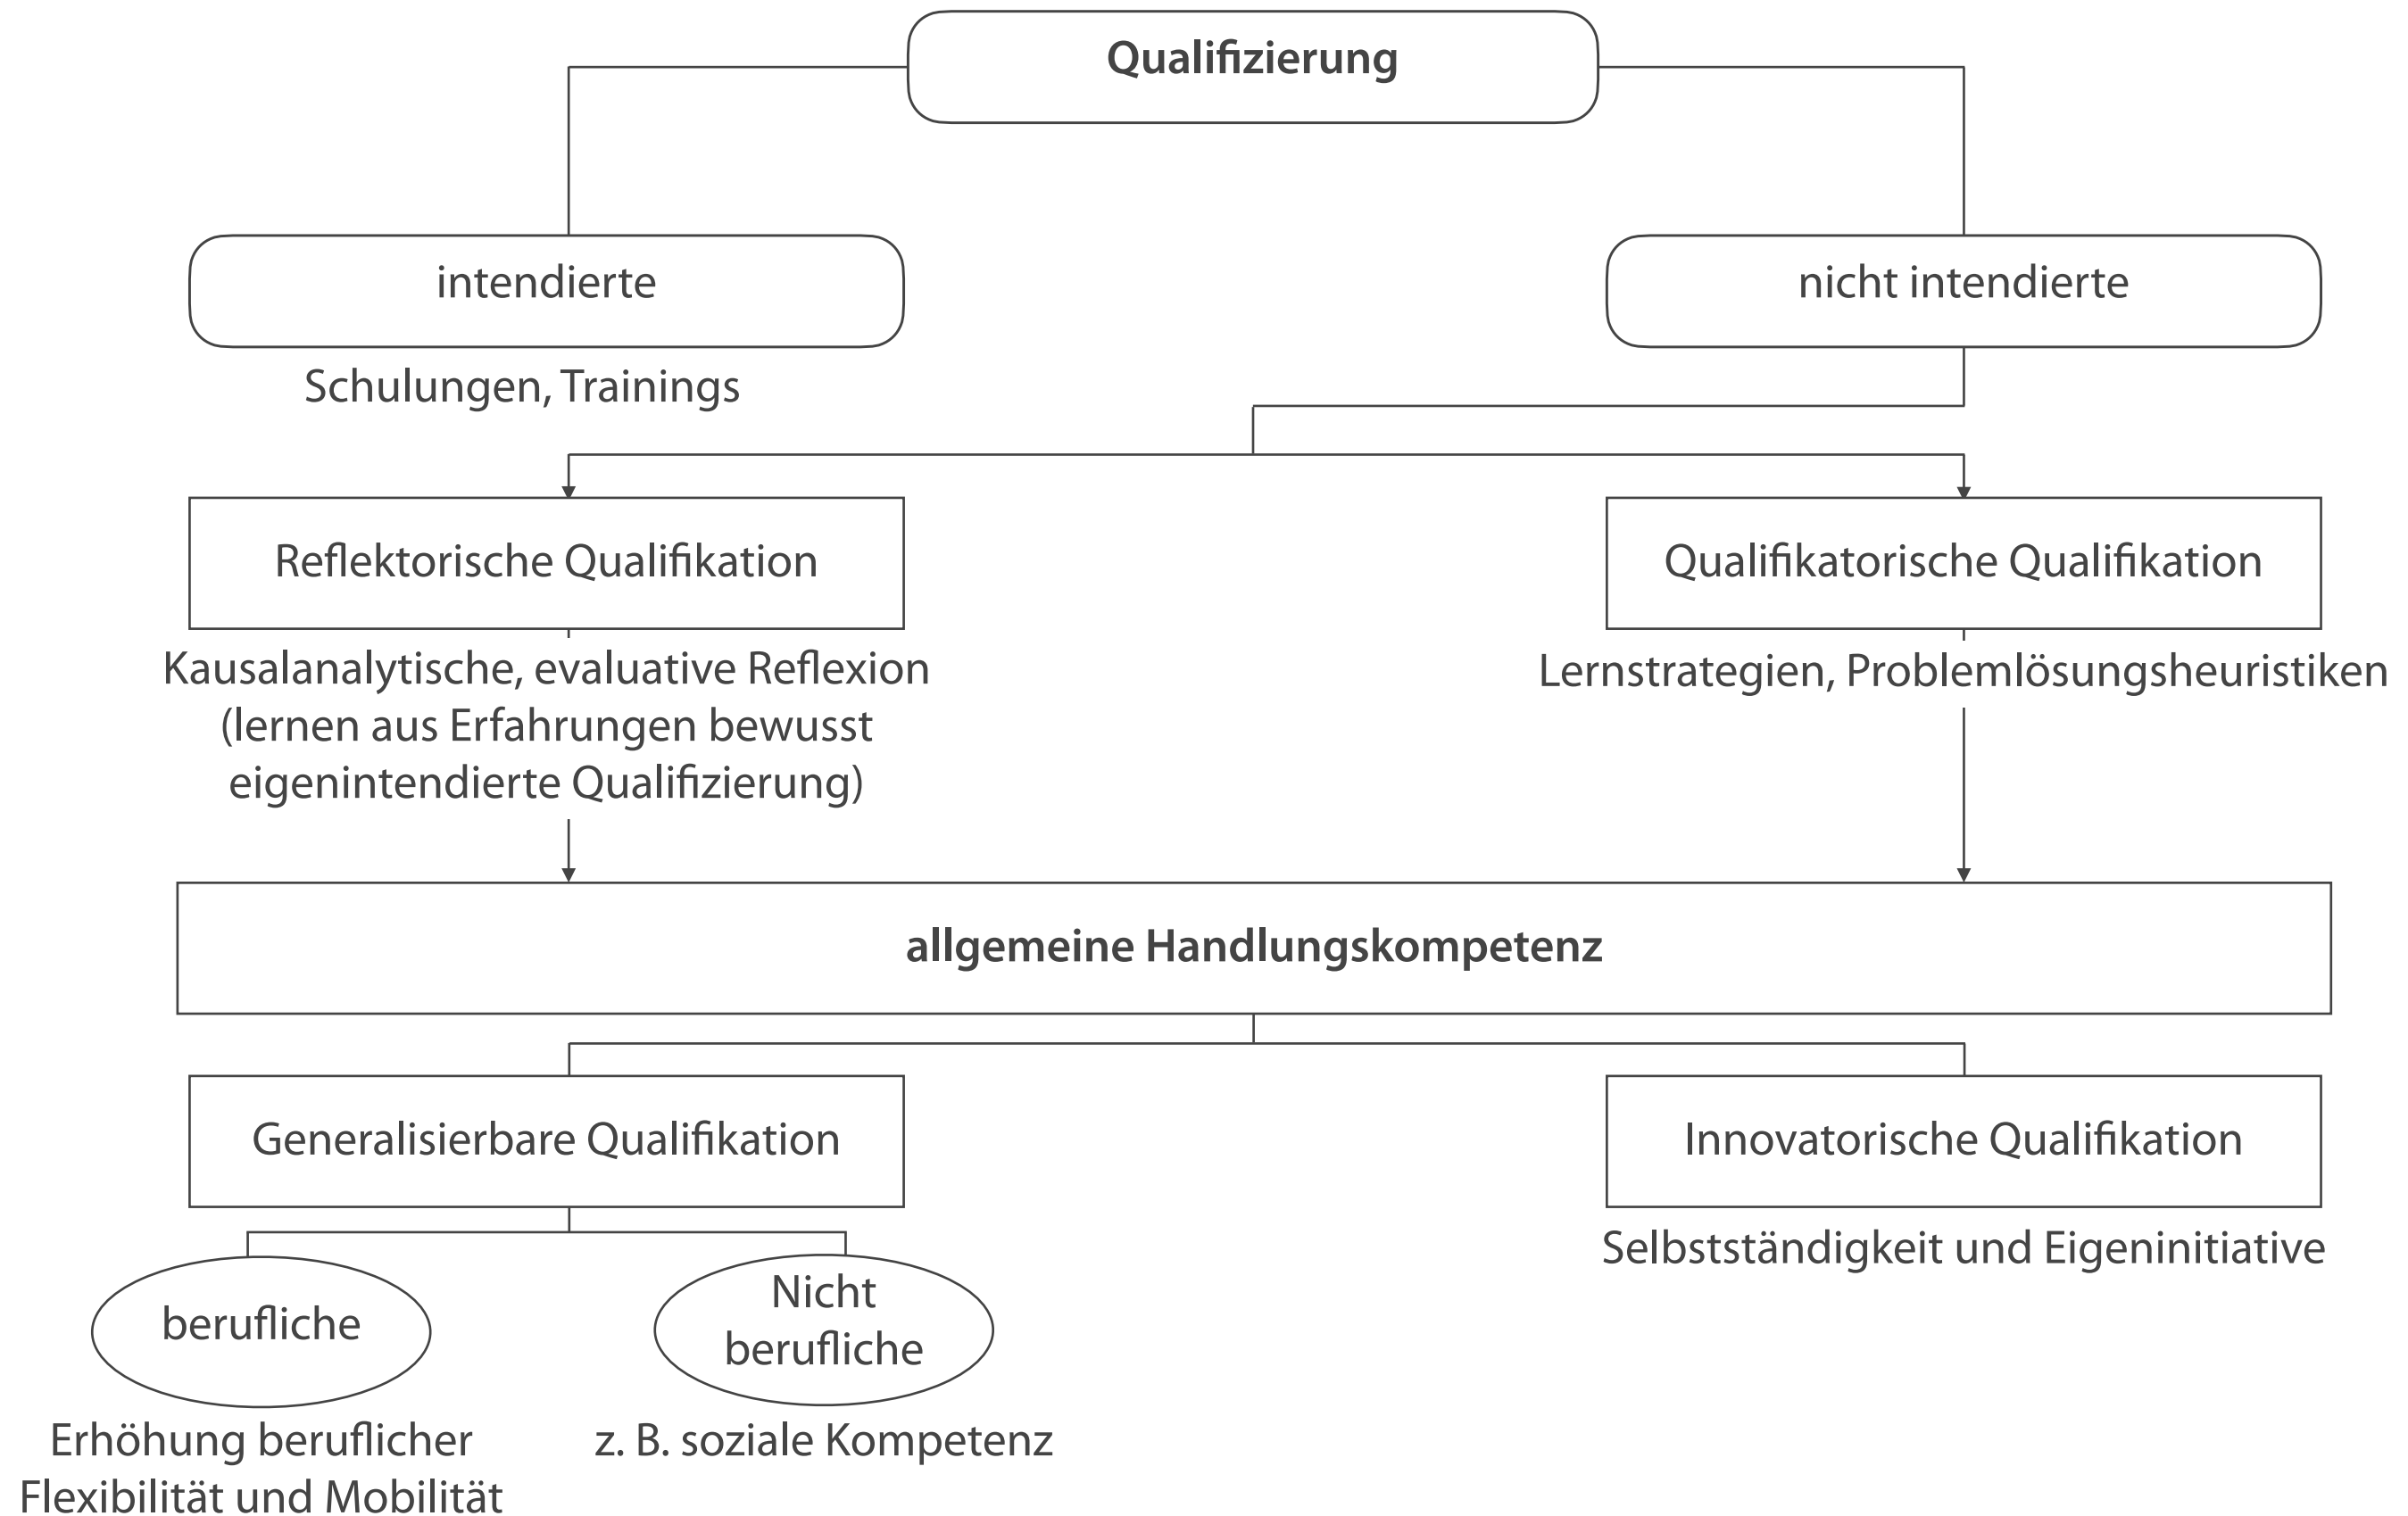 Qualifizierung
intendierte
nicht intendierte
Schulungen, Trainings
Reflektorische Qualifikation
Qualifikatorische Qualifikation
Kausalanalytische, evaluative Reflexion
(lernen aus Erfahrungen bewusst
eigenintendierte Qualifizierung)
Lernstrategien, Problemlösungsheuristiken
allgemeine Handlungskompetenz
Generalisierbare Qualifikation
Innovatorische Qualifikation
Selbstständigkeit und Eigeninitiative
berufliche
Nicht
berufliche
Erhöhung beruflicher
Flexibilität und Mobilität
z. B. soziale Kompetenz